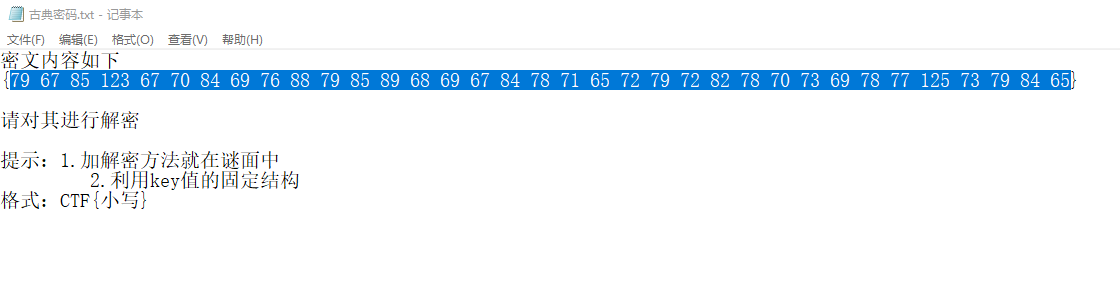 古典密码.txt - 记事本
文件(F) 编辑(E) 格式(O) 查看(V) 帮助(H)
密文内容如下
{79 67 85 123 67 70 84 69 76 88 79 85 89 68 69 67 84 78 71 65 72 79 72 82 78 70 73 69 78 77 125 73 79 84 65}
请对其进行解密
提示：1.加解密方法就在谜面中
2.利用key值的固定结构
格式：CTF{小写}